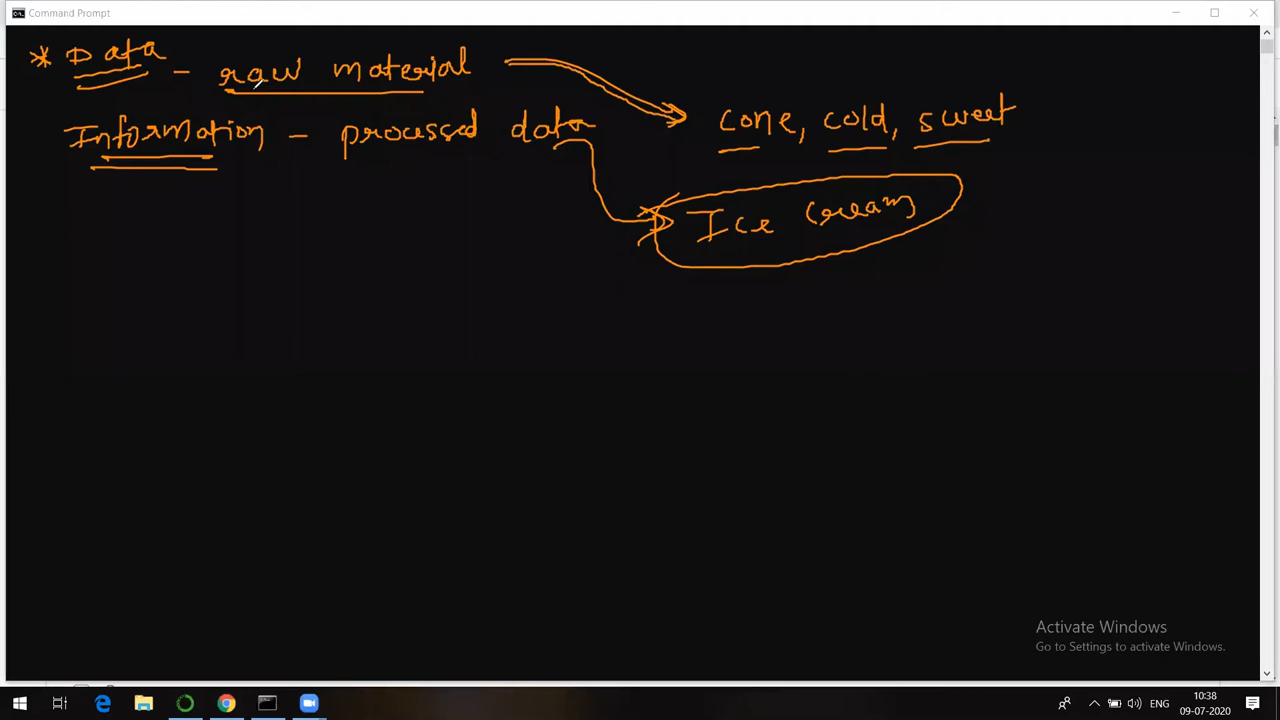 Command Prompt
* Data - raw material
cone, cold, sweet
Information - processed data
Ice cream
Activate Windows
Go to Settings to activate Windows.
ENG
10:38
09-07-2020